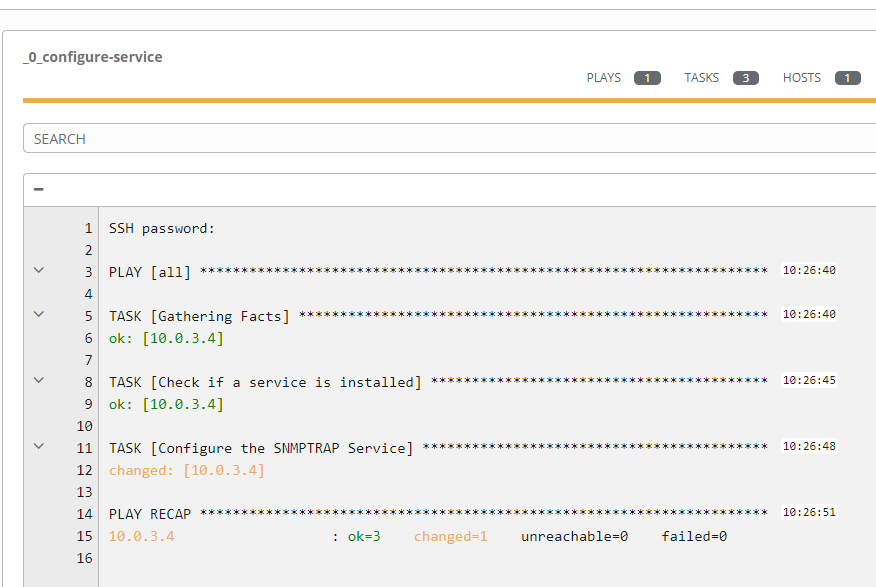 _0_configure-service
PLAYS 1 TASKS 3 HOSTS 1
SEARCH
1 SSH password:
2
3 PLAY [all] ********************************************************************* 10:26:40
4
5 TASK [Gathering Facts] ********************************************************* 10:26:40
6 ok: [10.0.3.4]
7
8 TASK [Check if a service is installed] ***************************************** 10:26:45
9 ok: [10.0.3.4]
10
11 TASK [Configure the SNMPTRAP Service] ****************************************** 10:26:48
12 changed: [10.0.3.4]
13
14 PLAY RECAP ********************************************************************* 10:26:51
15 10.0.3.4 : ok=3 changed=1 unreachable=0 failed=0
16